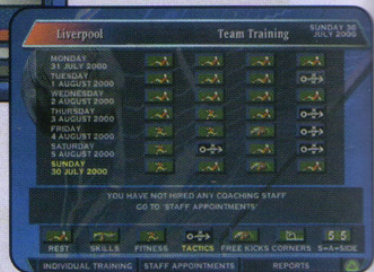 Liverpool Team Training SUNDAY 30
JULY 2000
MONDAY
31 JULY 2000
TUESDAY
1 AUGUST 2000
WEDNESDAY
2 AUGUST 2000
THURSDAY
3 AUGUST 2000
FRIDAY
4 AUGUST 2000
SATURDAY
5 AUGUST 2000
SUNDAY
30 JULY 2000
YOU HAVE NOT HIRED ANY COACHING STAFF
GO TO 'STAFF APPOINTMENTS'
5 5
REST SKILLS FITNESS TACTICS FREE KICKS CORNERS 5-A-SIDE
INDIVIDUAL TRAINING STAFF APPOINTMENTS REPORTS